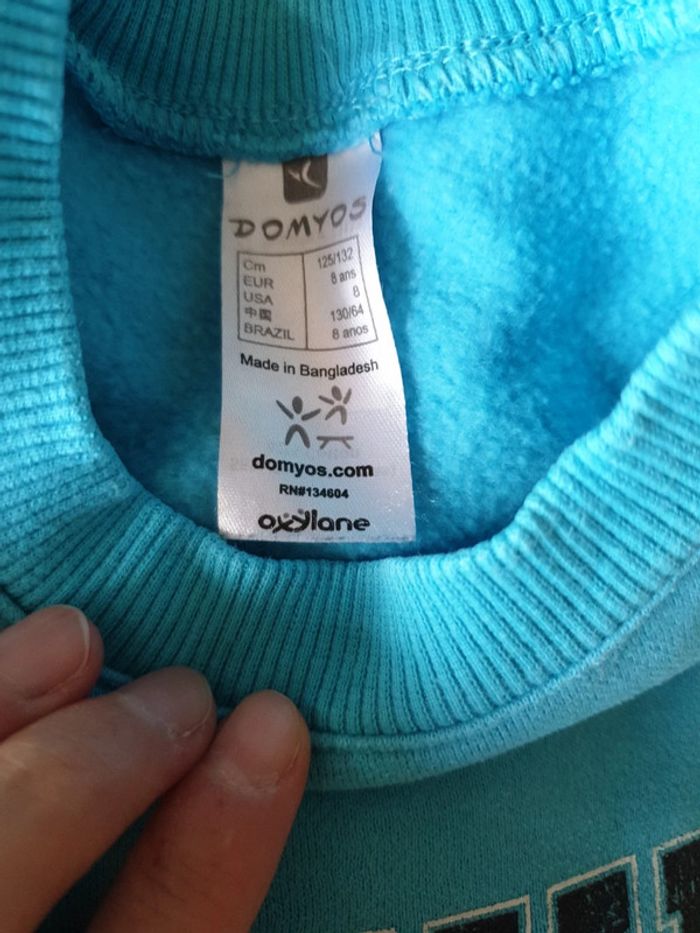 DOMYOS
Cm 125/132
EUR 8 ans
USA 8
中国 130/64
BRAZIL 8 anos
Made in Bangladesh
domyos.com
RN#134604
oxylane